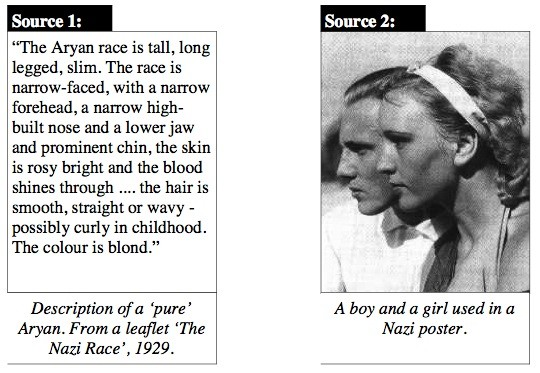 Source 1:
“The Aryan race is tall, long
legged, slim. The race is
narrow-faced, with a narrow
forehead, a narrow high-
built nose and a lower jaw
and prominent chin, the skin
is rosy bright and the blood
shines through .... the hair is
smooth, straight or wavy -
possibly curly in childhood.
The colour is blond.”
Description of a ‘pure’
Aryan. From a leaflet ‘The
Nazi Race’, 1929.
Source 2:
A boy and a girl used in a
Nazi poster.